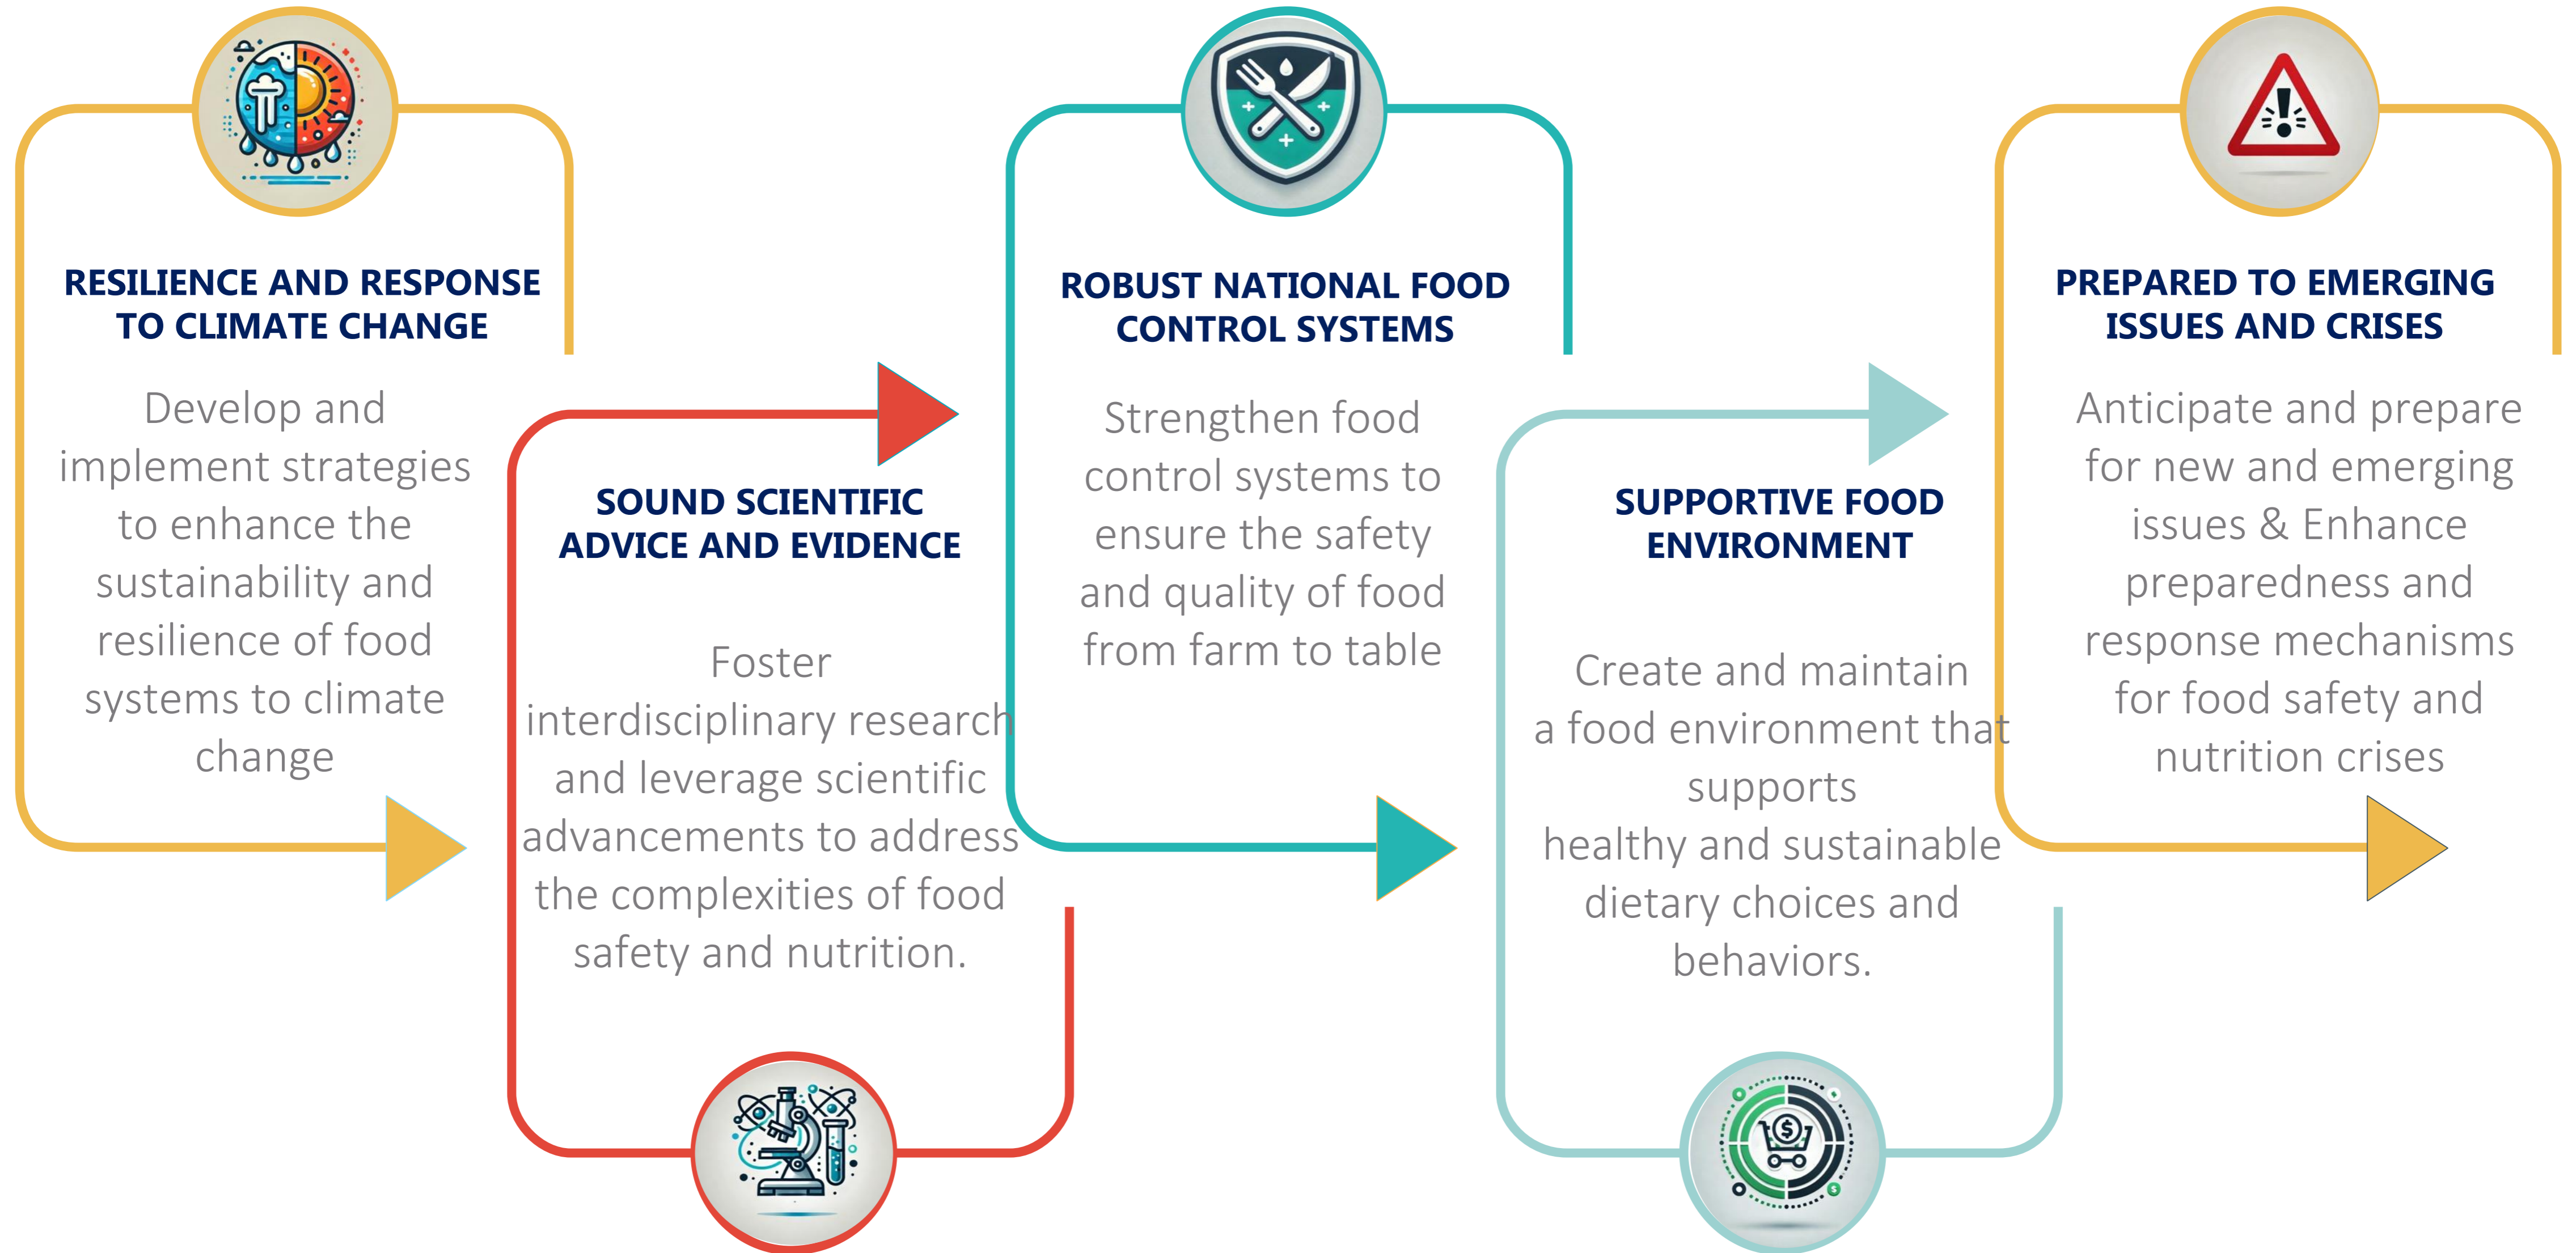 RESILIENCE AND RESPONSE
TO CLIMATE CHANGE
Develop and
implement strategies
to enhance the
sustainability and
resilience of food
systems to climate
change
SOUND SCIENTIFIC
ADVICE AND EVIDENCE
Foster
interdisciplinary research
and leverage scientific
advancements to address
the complexities of food
safety and nutrition.
ROBUST NATIONAL FOOD
CONTROL SYSTEMS
Strengthen food
control systems to
ensure the safety
and quality of food
from farm to table
SUPPORTIVE FOOD
ENVIRONMENT
Create and maintain
a food environment that
supports
healthy and sustainable
dietary choices and
behaviors.
PREPARED TO EMERGING
ISSUES AND CRISES
Anticipate and prepare
for new and emerging
issues & Enhance
preparedness and
response mechanisms
for food safety and
nutrition crises